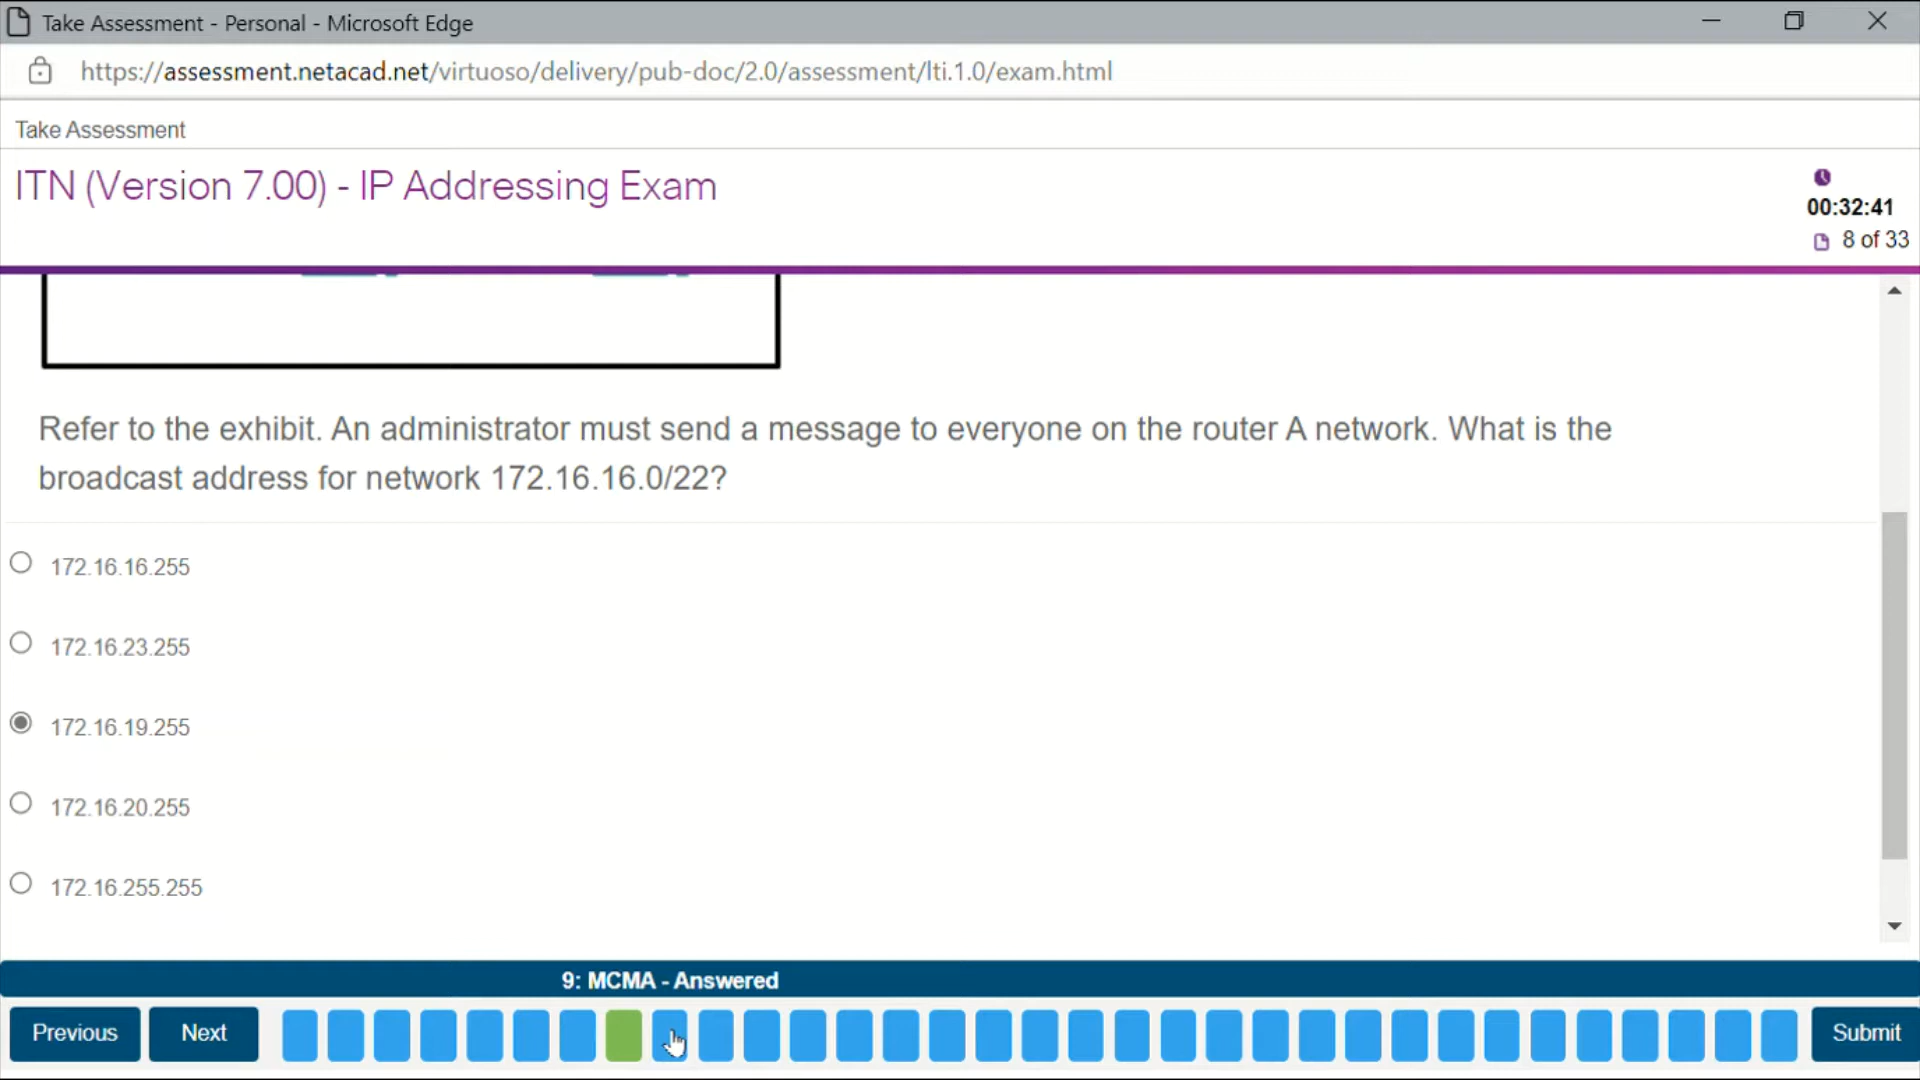 Take Assessment - Personal - Microsoft Edge
https://assessment.netacad.net/virtuoso/delivery/pub-doc/2.0/assessment/lti.1.0/exam.html
Take Assessment
ITN (Version 7.00) - IP Addressing Exam
00:32:41
8 of 33
Refer to the exhibit. An administrator must send a message to everyone on the router A network. What is the
broadcast address for network 172.16.16.0/22?
172.16.16.255
172.16.23.255
172.16.19.255
172.16.20.255
172.16.255.255
9: MCMA - Answered
Previous Next Submit